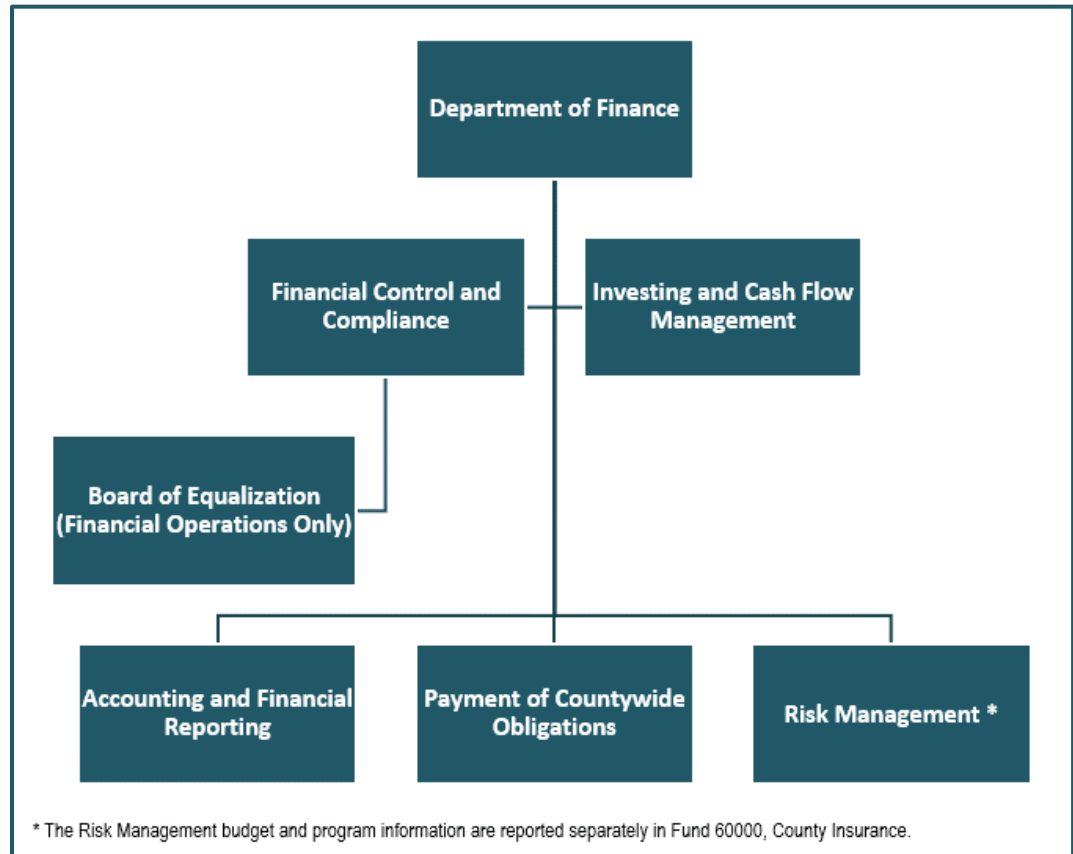 Department of Finance
Financial Control and
Compliance
Investing and Cash Flow
Management
Board of Equalization
(Financial Operations Only)
Accounting and Financial
Reporting
Payment of Countywide
Obligations
Risk Management *
* The Risk Management budget and program information are reported separately in Fund 60000, County Insurance.